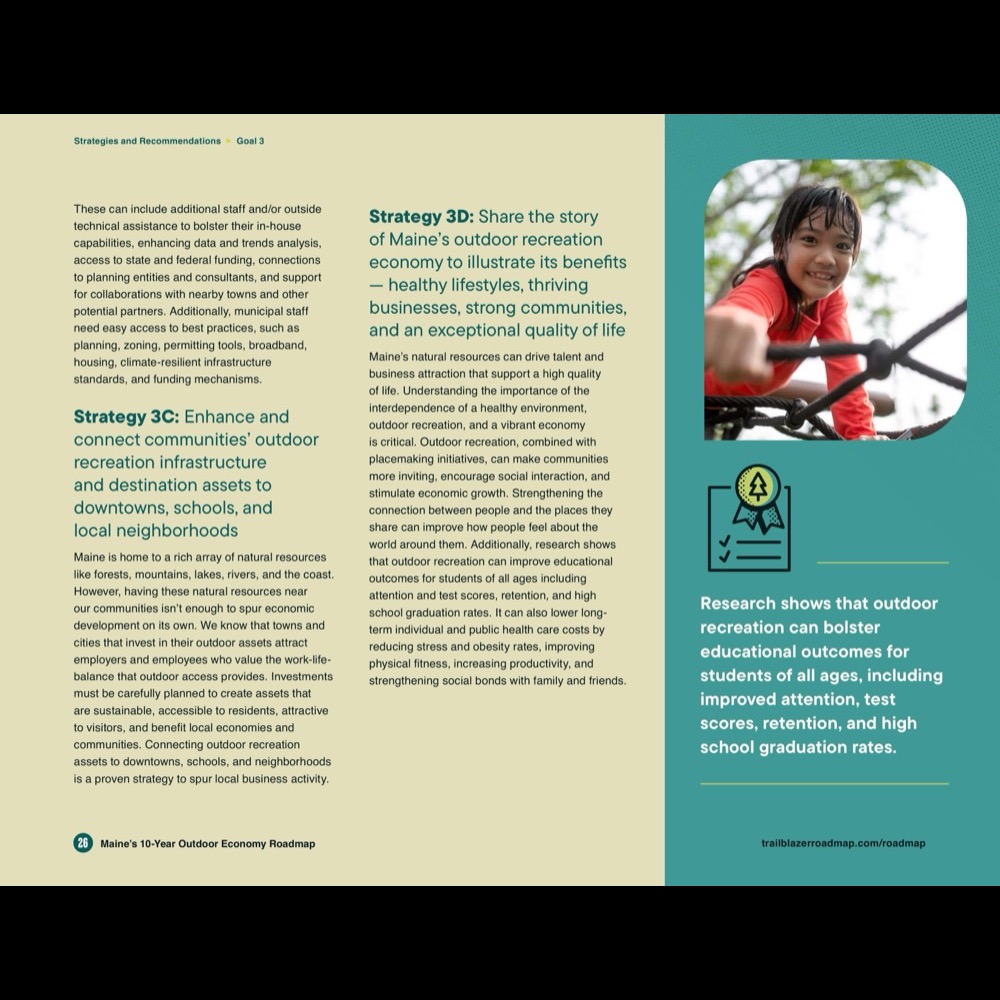 Strategies and Recommendations > Goal 3
These can include additional staff and/or outside
technical assistance to bolster their in-house
capabilities, enhancing data and trends analysis,
access to state and federal funding, connections
to planning entities and consultants, and support
for collaborations with nearby towns and other
potential partners. Additionally, municipal staff
need easy access to best practices, such as
planning, zoning, permitting tools, broadband,
housing, climate-resilient infrastructure
standards, and funding mechanisms.
Strategy 3C: Enhance and
connect communities’ outdoor
recreation infrastructure
and destination assets to
downtowns, schools, and
local neighborhoods
Maine is home to a rich array of natural resources
like forests, mountains, lakes, rivers, and the coast.
However, having these natural resources near
our communities isn’t enough to spur economic
development on its own. We know that towns and
cities that invest in their outdoor assets attract
employers and employees who value the work-life-
balance that outdoor access provides. Investments
must be carefully planned to create assets that
are sustainable, accessible to residents, attractive
to visitors, and benefit local economies and
communities. Connecting outdoor recreation
assets to downtowns, schools, and neighborhoods
is a proven strategy to spur local business activity.
Strategy 3D: Share the story
of Maine’s outdoor recreation
economy to illustrate its benefits
— healthy lifestyles, thriving
businesses, strong communities,
and an exceptional quality of life
Maine’s natural resources can drive talent and
business attraction that support a high quality
of life. Understanding the importance of the
interdependence of a healthy environment,
outdoor recreation, and a vibrant economy
is critical. Outdoor recreation, combined with
placemaking initiatives, can make communities
more inviting, encourage social interaction, and
stimulate economic growth. Strengthening the
connection between people and the places they
share can improve how people feel about the
world around them. Additionally, research shows
that outdoor recreation can improve educational
outcomes for students of all ages including
attention and test scores, retention, and high
school graduation rates. It can also lower long-
term individual and public health care costs by
reducing stress and obesity rates, improving
physical fitness, increasing productivity, and
strengthening social bonds with family and friends.
Research shows that outdoor
recreation can bolster
educational outcomes for
students of all ages, including
improved attention, test
scores, retention, and high
school graduation rates.
26 Maine’s 10-Year Outdoor Economy Roadmap
trailblazerroadmap.com/roadmap